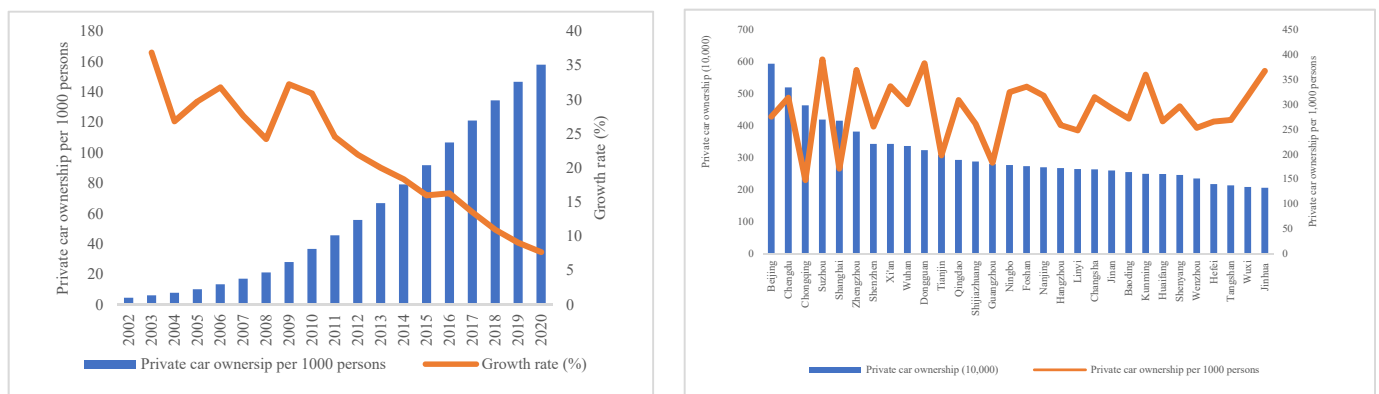 180
160
140
120
100
80
60
40
20
0
Private car ownership per 1000 persons
40
35
30
25
20
15
10
5
0
Growth rate (%)
2002
2003
2004
2005
2006
2007
2008
2009
2010
2011
2012
2013
2014
2015
2016
2017
2018
2019
2020
Private car ownersip per 1000 persons
Growth rate (%)
700
600
500
400
300
200
100
0
Private car ownership (10,000)
450
400
350
300
250
200
150
100
50
0
Private car ownership per 1,000 persons
Beijing
Chengdu
Chongqing
Suzhou
Shanghai
Zhengzhou
Shenzhen
Xi'an
Wuhan
Dongguan
Tianjin
Qingdao
Shijiazhuang
Guangzhou
Ningbo
Foshan
Nanjing
Hangzhou
Linyi
Changsha
Jinan
Baoding
Kunming
Huaifang
Shenyang
Wenzhou
Hefei
Tangshan
Wuxi
Jinhua
Private car ownership (10,000)
Private car ownership per 1000 persons